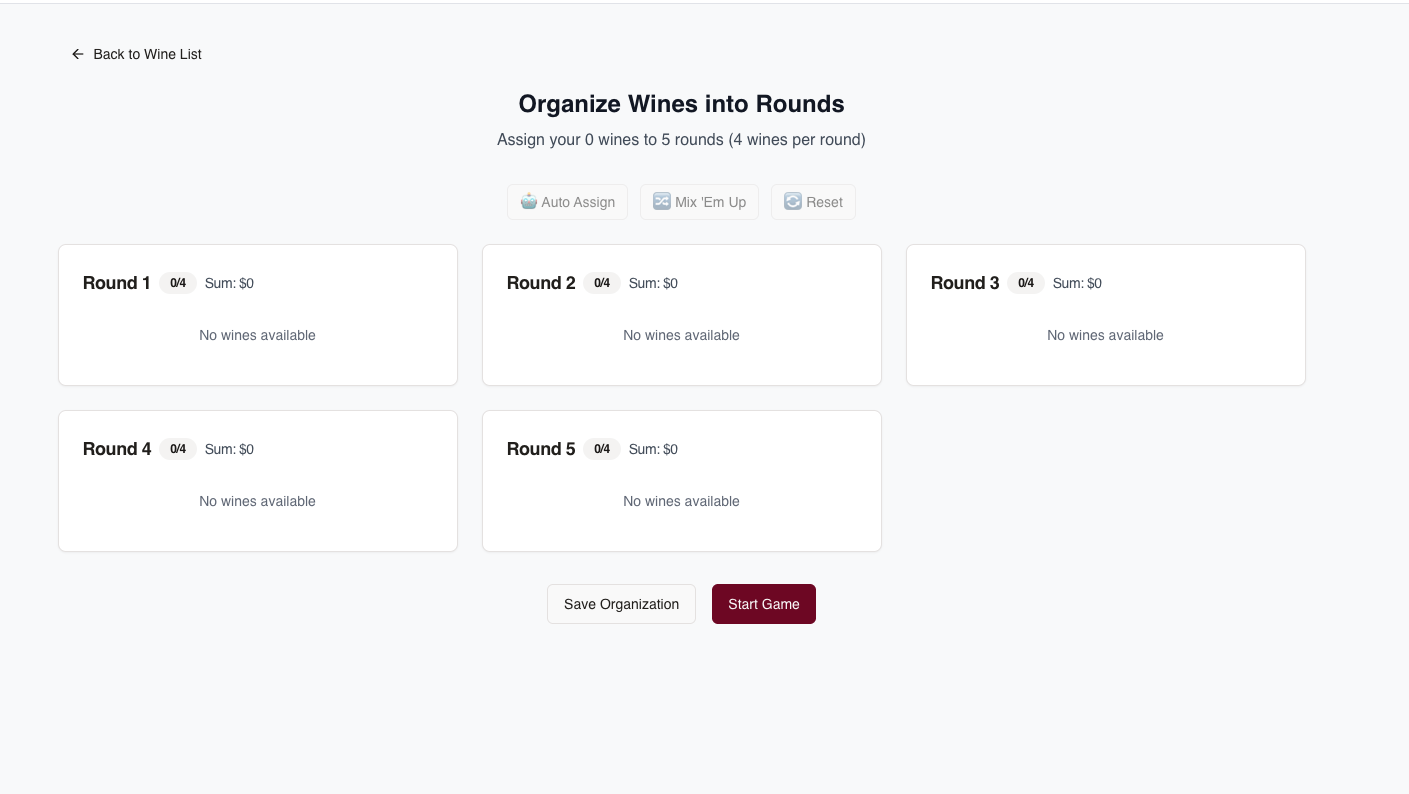 Back to Wine List
Organize Wines into Rounds
Assign your 0 wines to 5 rounds (4 wines per round)
Auto Assign
Mix 'Em Up
Reset
Round 1 0/4 Sum: $0
No wines available
Round 2 0/4 Sum: $0
No wines available
Round 3 0/4 Sum: $0
No wines available
Round 4 0/4 Sum: $0
No wines available
Round 5 0/4 Sum: $0
No wines available
Save Organization
Start Game